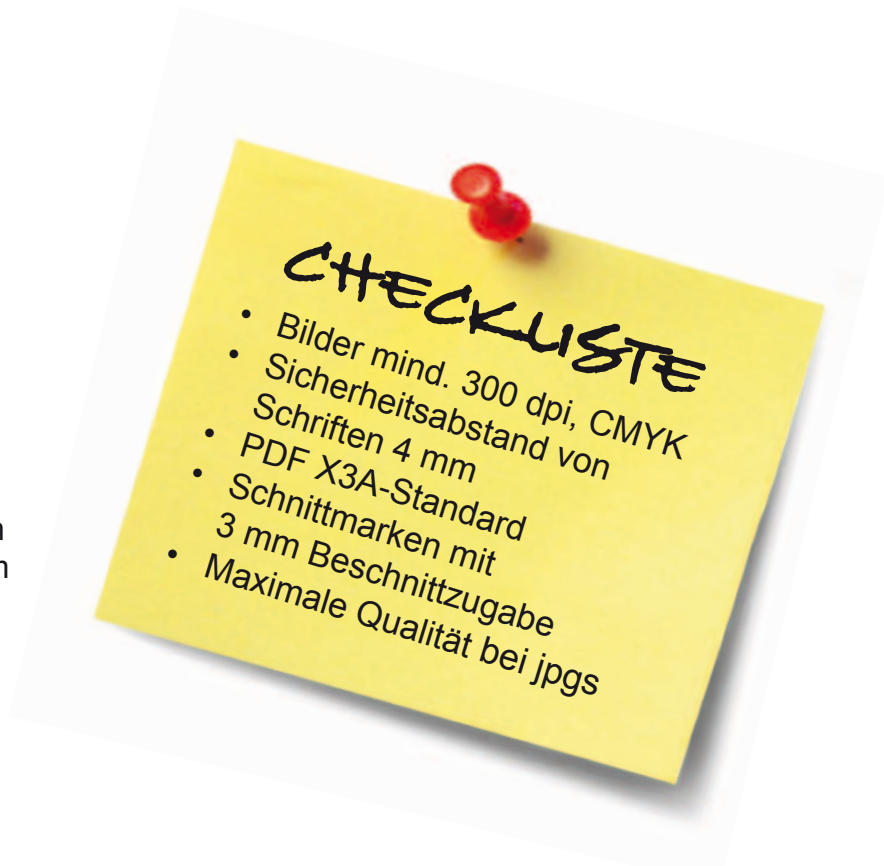 CHECKLISTE
• Bilder mind. 300 dpi, CMYK
• Sicherheitsabstand von
Schriften 4 mm
• PDF X3A-Standard
• Schnittmarken mit
3 mm Beschnittzugabe
• Maximale Qualität bei jpgs